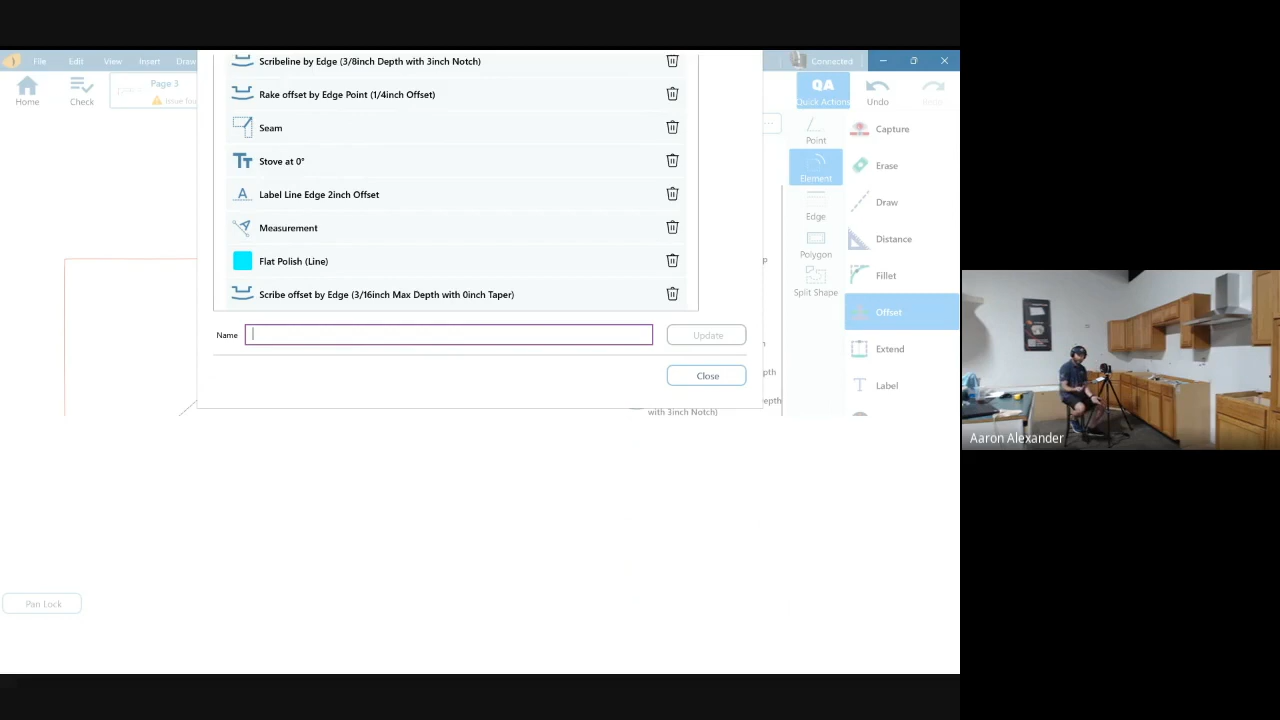 File Edit View Insert Draw
Connected
Home
Check
Page 3
QA
Quick Actions
Undo
Scribeline by Edge (3/8inch Depth with 3inch Notch)
Rake offset by Edge Point (1/4inch Offset)
Seam
Stove at 0°
Label Line Edge 2inch Offset
Measurement
Flat Polish (Line)
Scribe offset by Edge (3/16inch Max Depth with 0inch Taper)
Name
Update
Close
Point
Element
Edge
Polygon
Split Shape
Capture
Erase
Draw
Distance
Fillet
Offset
Extend
Label
with 3inch Notch)
Pan Lock
Aaron Alexander